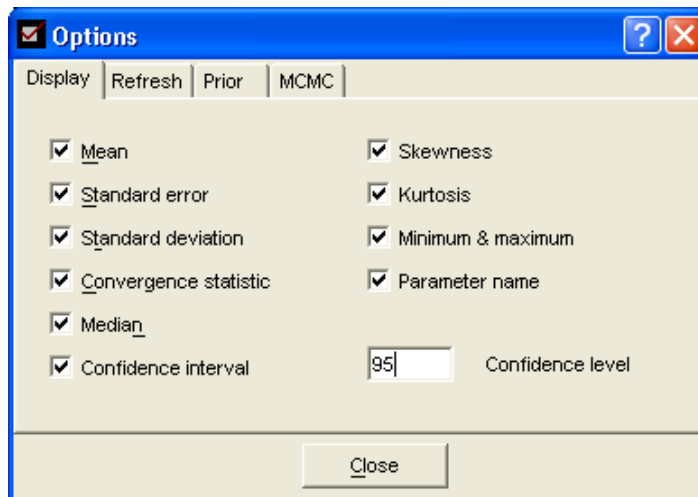 Options
?
X
Display Refresh Prior MCMC
Mean
Standard error
Standard deviation
Convergence statistic
Median
Confidence interval
Skewness
Kurtosis
Minimum & maximum
Parameter name
95 Confidence level
Close